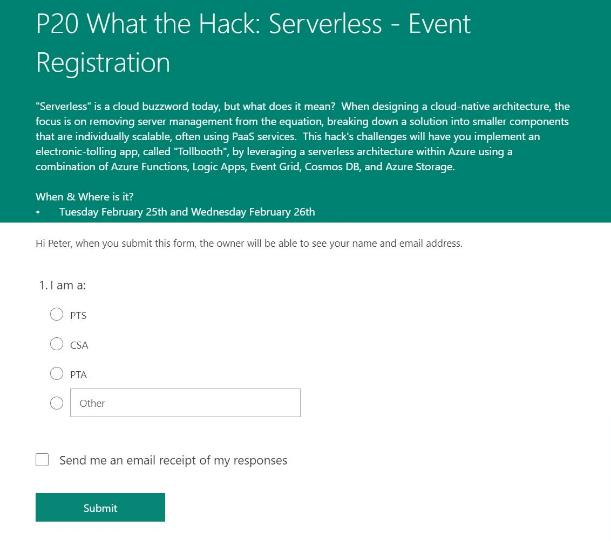 P20 What the Hack: Serverless - Event
Registration
"Serverless" is a cloud buzzword today, but what does it mean?  When designing a cloud-native architecture, the
focus is on removing server management from the equation, breaking down a solution into smaller components
that are individually scalable, often using PaaS services.  This hack's challenges will have you implement an
electronic-tolling app, called "Tollbooth", by leveraging a serverless architecture within Azure using a
combination of Azure Functions, Logic Apps, Event Grid, Cosmos DB, and Azure Storage.
When & Where is it?
• Tuesday February 25th and Wednesday February 26th
Hi Peter, when you submit this form, the owner will be able to see your name and email address.
1. I am a:
PTS
CSA
PTA
Other
Send me an email receipt of my responses
Submit